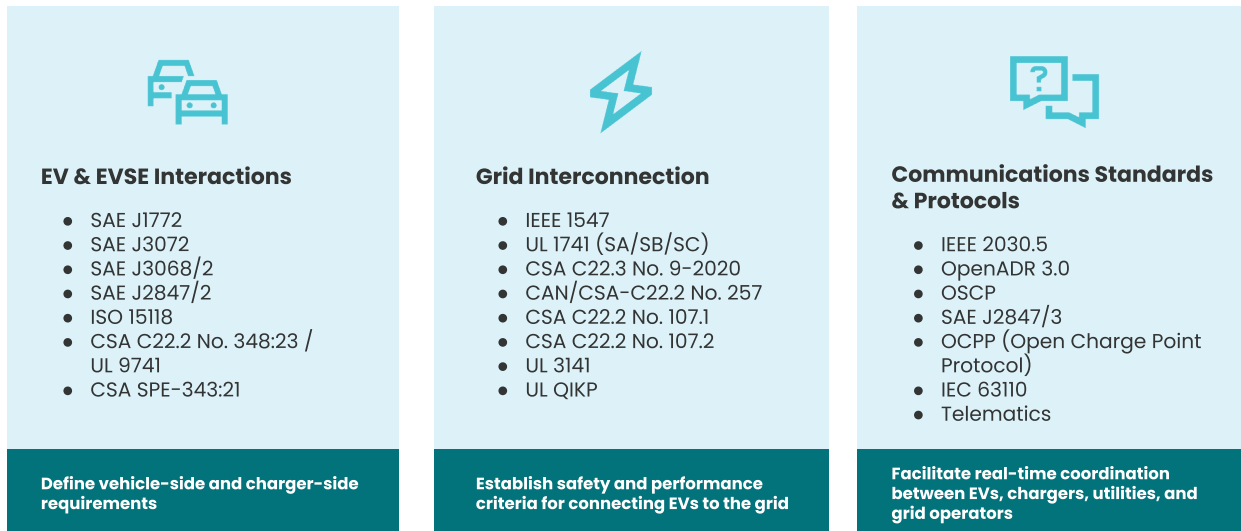 EV & EVSE Interactions
● SAE J1772
● SAE J3072
● SAE J3068/2
● SAE J2847/2
● ISO 15118
● CSA C22.2 No. 348:23 /
UL 9741
● CSA SPE-343:21
Define vehicle-side and charger-side
requirements
Grid Interconnection
● IEEE 1547
● UL 1741 (SA/SB/SC)
● CSA C22.3 No. 9-2020
● CAN/CSA-C22.2 No. 257
● CSA C22.2 No. 107.1
● CSA C22.2 No. 107.2
● UL 3141
● UL QIKP
Establish safety and performance
criteria for connecting EVs to the grid
?
Communications Standards
& Protocols
● IEEE 2030.5
● OpenADR 3.0
● OSCP
● SAE J2847/3
● OCPP (Open Charge Point
Protocol)
● IEC 63110
● Telematics
Facilitate real-time coordination
between EVs, chargers, utilities, and
grid operators